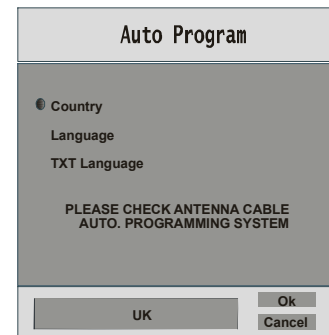 Auto Program
Country
Language
TXT Language
PLEASE CHECK ANTENNA CABLE
AUTO. PROGRAMMING SYSTEM
UK
Ok
Cancel